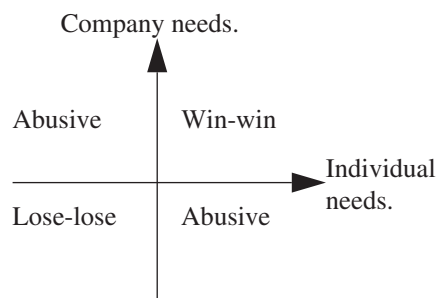 Company needs.
Abusive
Win-win
Individual
needs.
Lose-lose
Abusive